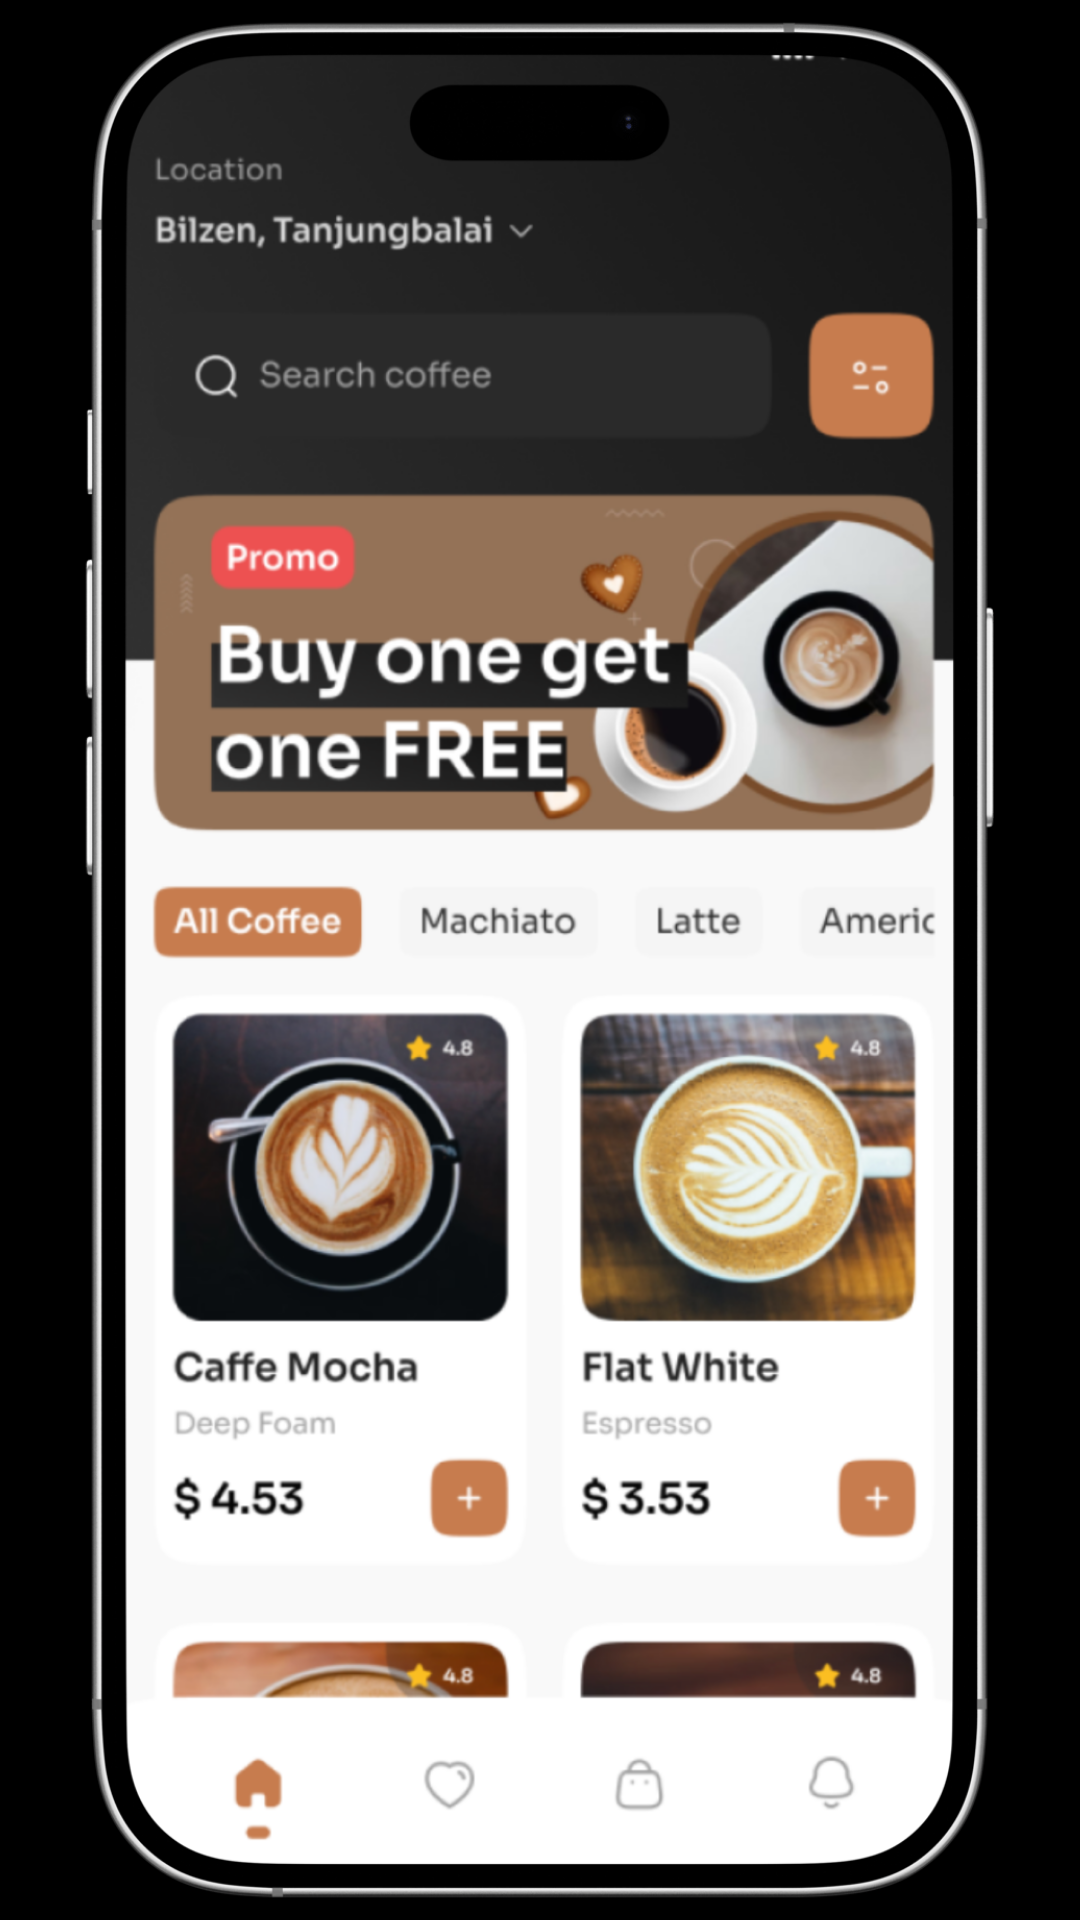 Location
Bilzen, Tanjungbalai
Search coffee
Promo
Buy one get
one FREE
All Coffee
Machiato
Latte
Americ
4.8
4.8
Caffe Mocha
Flat White
Deep Foam
Espresso
$ 4.53
$ 3.53
4.8
4.8